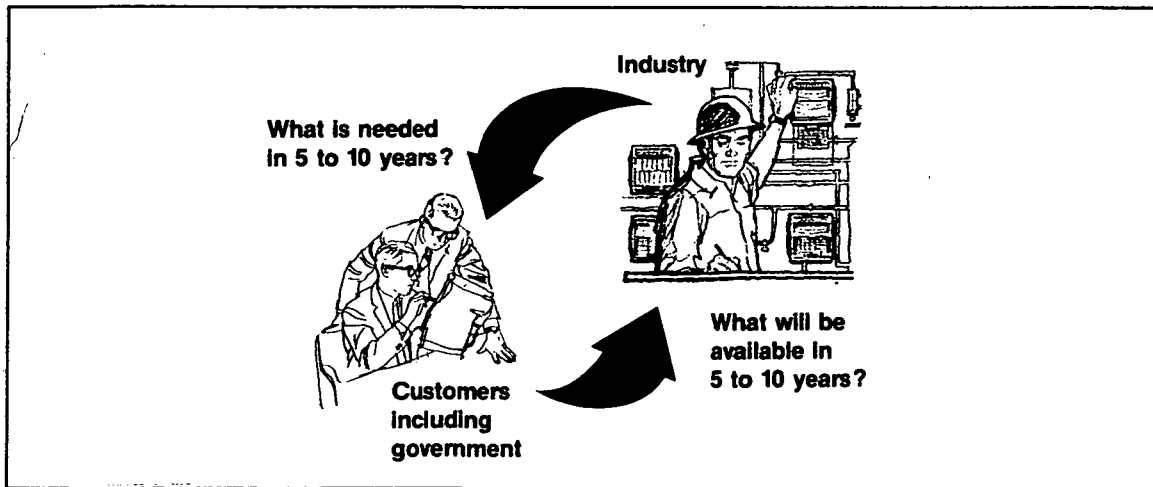 Industry
What is needed
in 5 to 10 years?
What will be
available in
5 to 10 years?
Customers
including
government